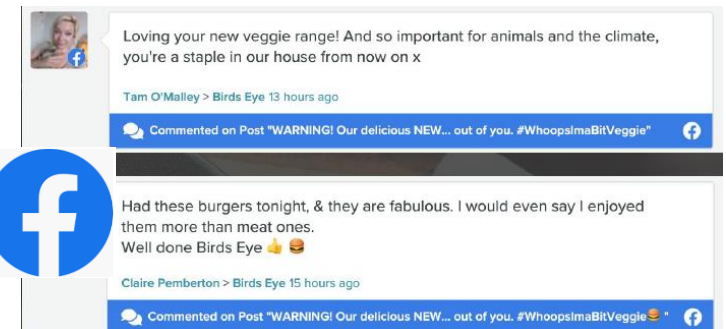 Loving your new veggie range! And so important for animals and the climate,
you're a staple in our house from now on x
Tam O'Malley > Birds Eye 13 hours ago
Commented on Post "WARNING! Our delicious NEW... out of you. #WhoopsImaBitVeggie"
Had these burgers tonight, & they are fabulous. I would even say I enjoyed
them more than meat ones.
Well done Birds Eye 👍 🍔
Claire Pemberton > Birds Eye 15 hours ago
Commented on Post "WARNING! Our delicious NEW... out of you. #WhoopsImaBitVeggie🍔 "